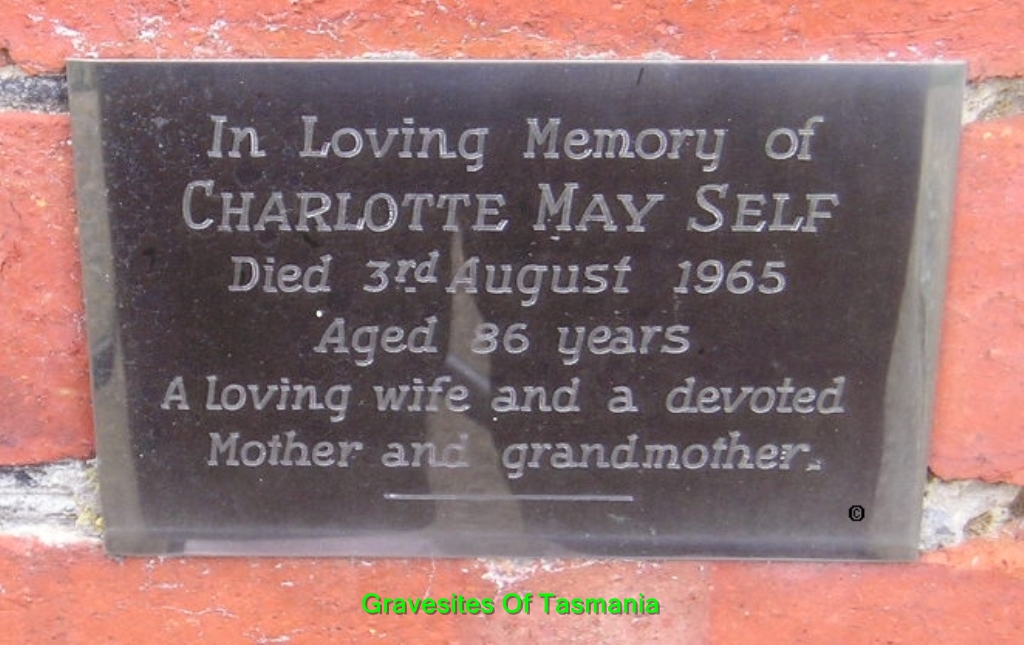 In Loving Memory of
CHARLOTTE MAY SELF
Died 3rd August 1965
Aged 86 years
A loving wife and a devoted
Mother and grandmother.
©
Gravesites Of Tasmania